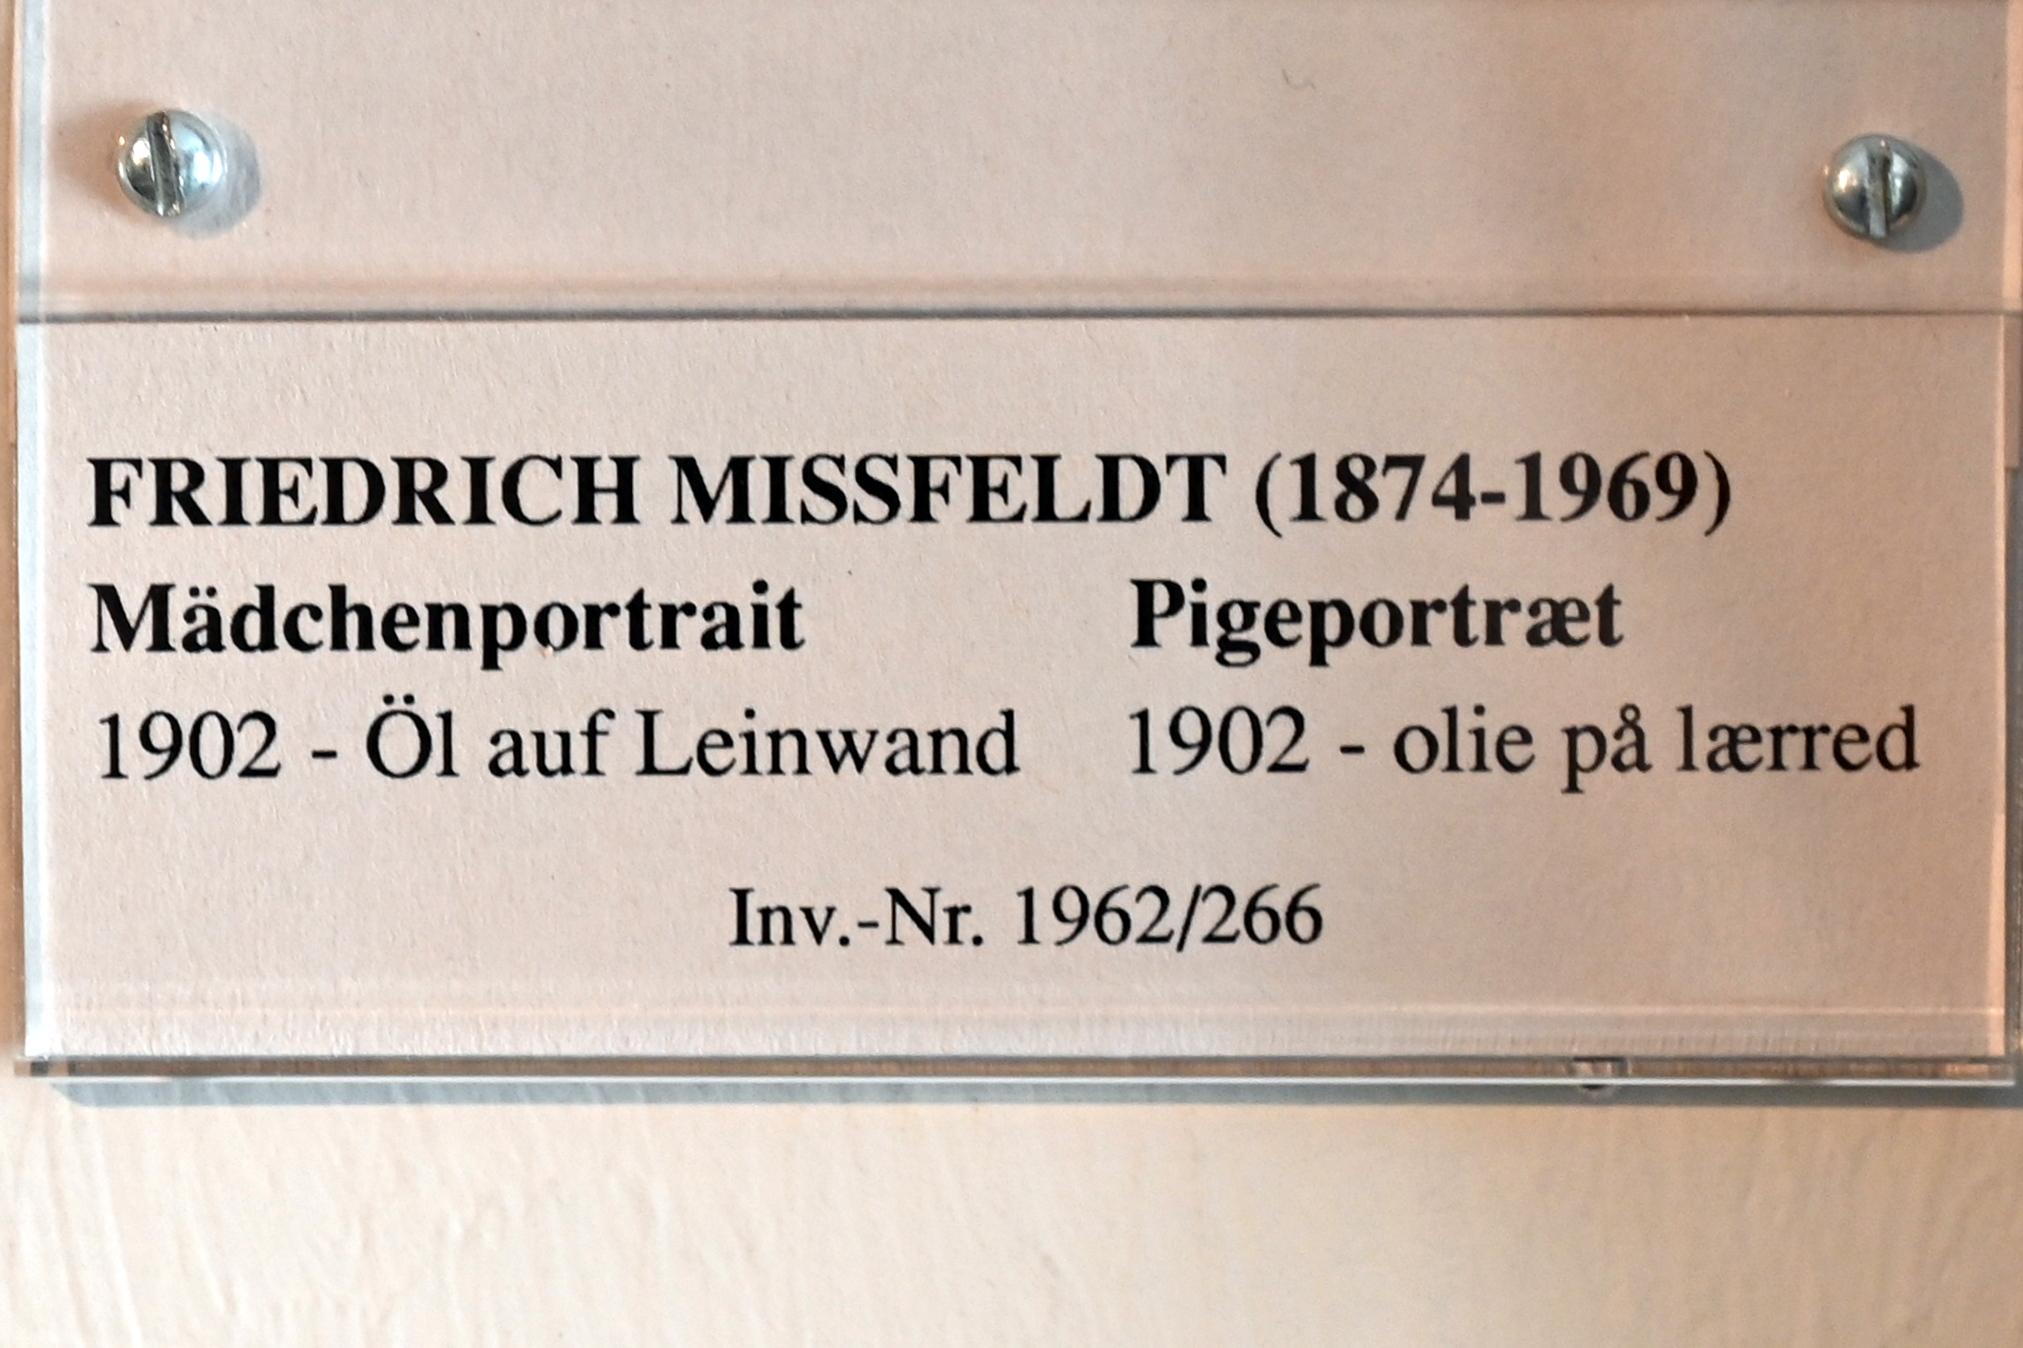 FRIEDRICH MISSFELDT (1874-1969)
Mädchenportrait Pigeportræt
1902 - Öl auf Leinwand 1902 - olie på lærred
Inv.-Nr. 1962/266